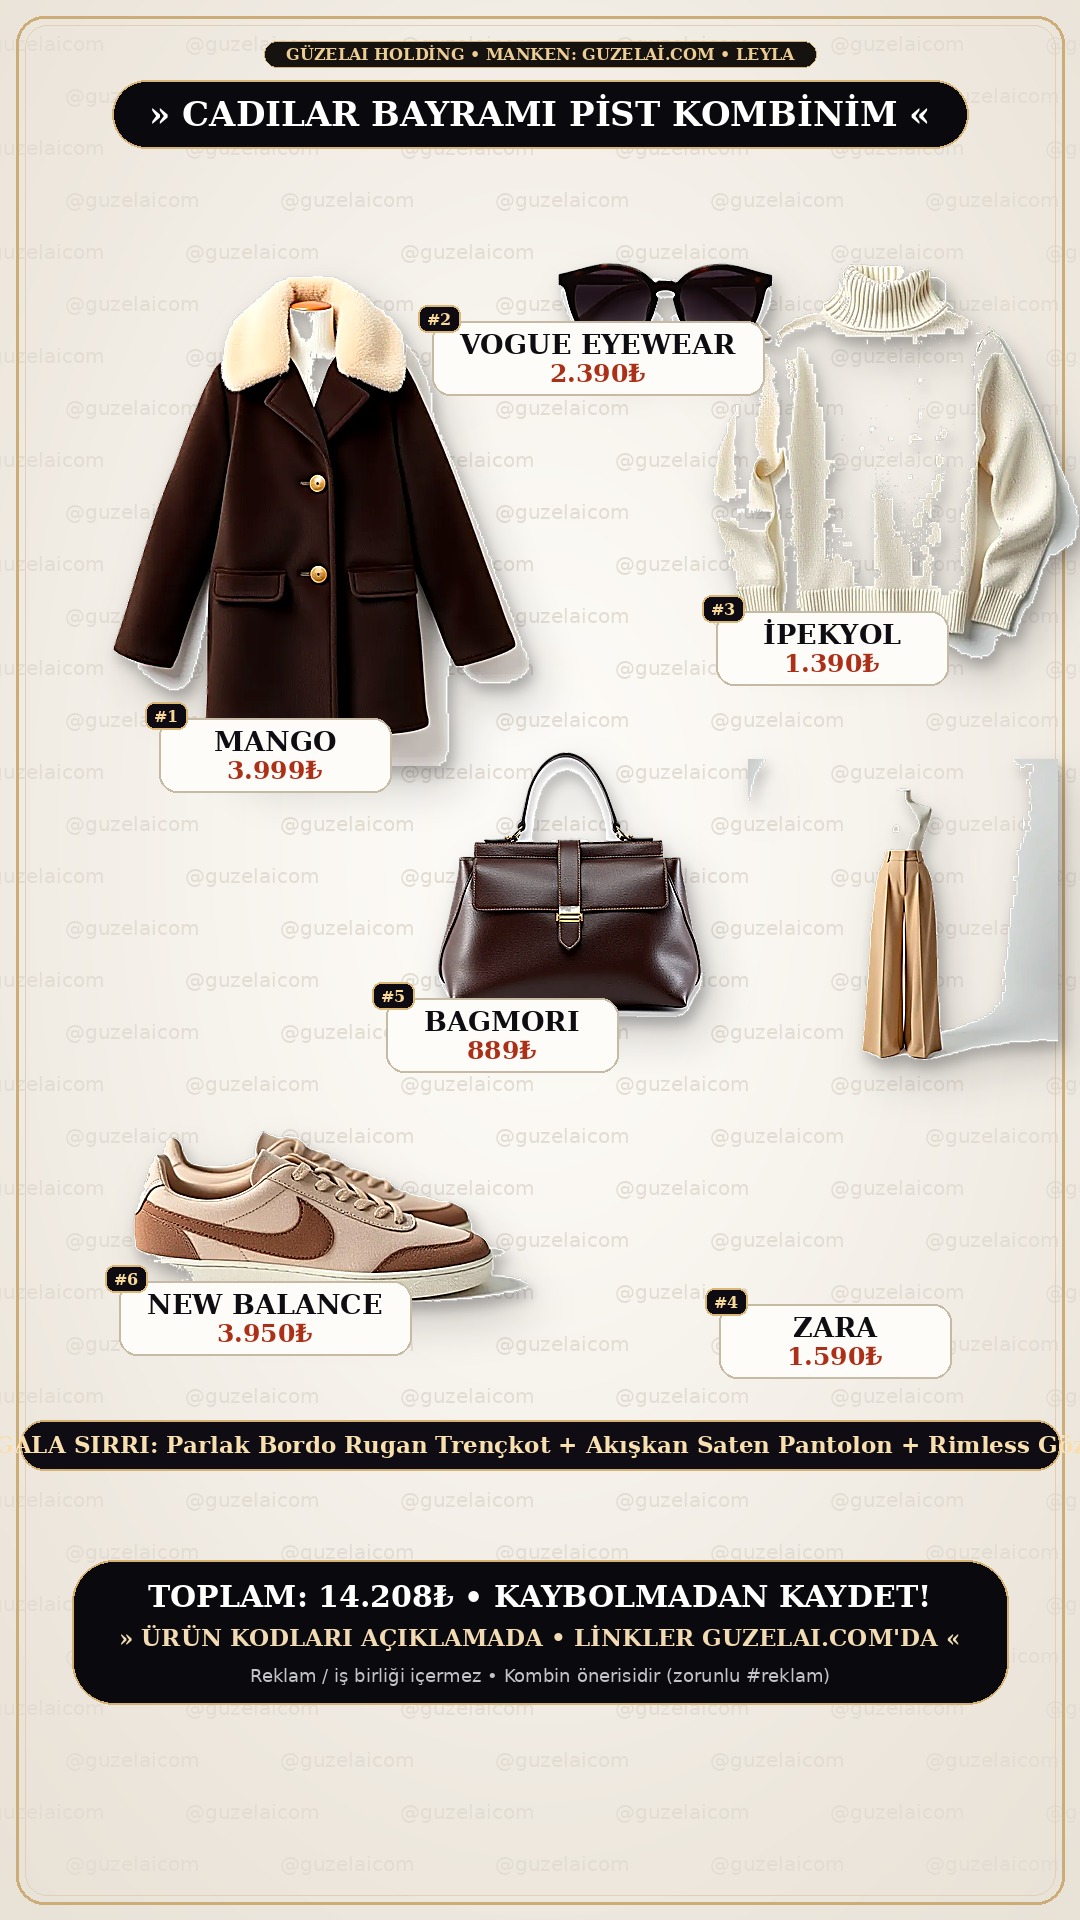 GÜZELAI HOLDİNG • MANKEN: GUZELAİ.COM • LEYLA
» CADILAR BAYRAMI PİST KOMBİNİM «
#2
VOGUE EYEWEAR
2.390₺
#3
İPEKYOL
1.390₺
#1
MANGO
3.999₺
#5
BAGMORI
889₺
#6
NEW BALANCE
3.950₺
#4
ZARA
1.590₺
GALA SIRRI: Parlak Bordo Rugan Trençkot + Akışkan Saten Pantolon + Rimless
TOPLAM: 14.208₺ • KAYBOLMADAN KAYDET!
» ÜRÜN KODLARI AÇIKLAMADA • LİNKLER GUZELAI.COM'DA «
Reklam / iş birliği içermez • Kombin önerisidir (zorunlu #reklam)
@guzelaicom